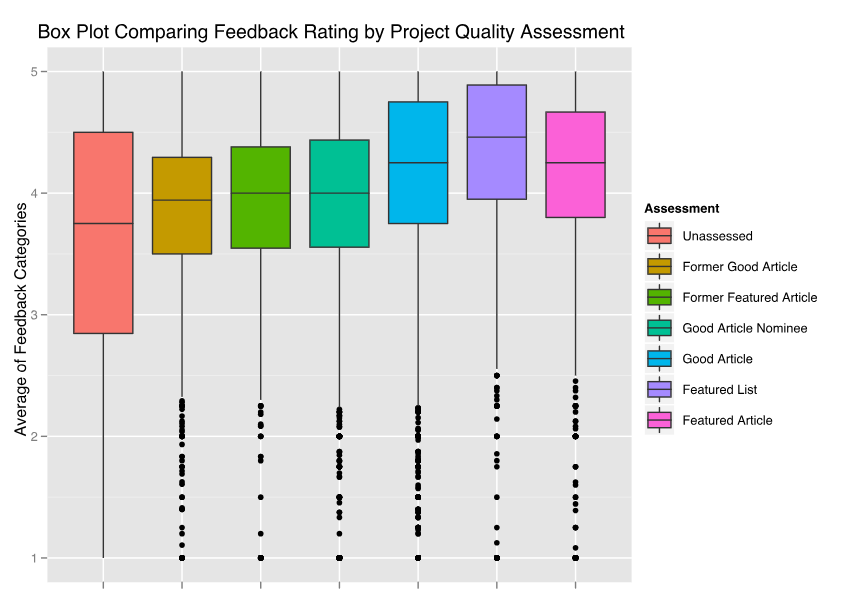 Box Plot Comparing Feedback Rating by Project Quality Assessment
Average of Feedback Categories
5
4
3
2
1
Assessment
Unassessed
Former Good Article
Former Featured Article
Good Article Nominee
Good Article
Featured List
Featured Article